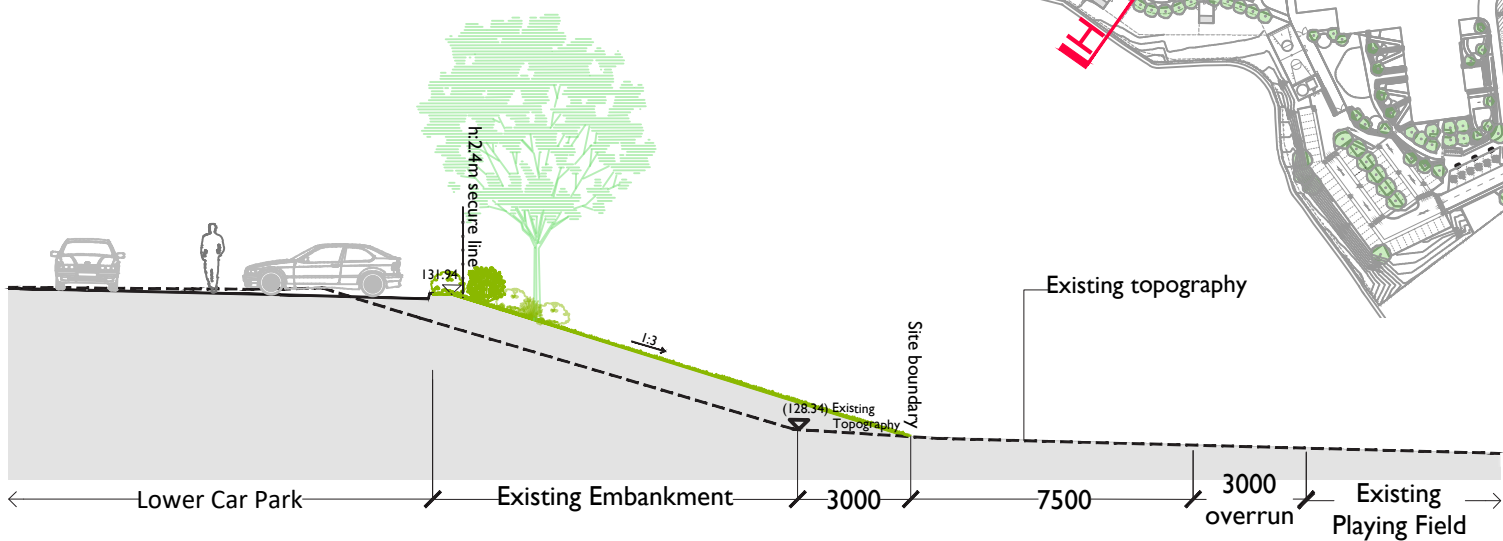 H
h:2.4m secure line
131.94
1:3
Site boundary
Existing topography
(128.34) Existing
Topography
Lower Car Park
Existing Embankment
3000
7500
3000
overrun
Existing
Playing Field